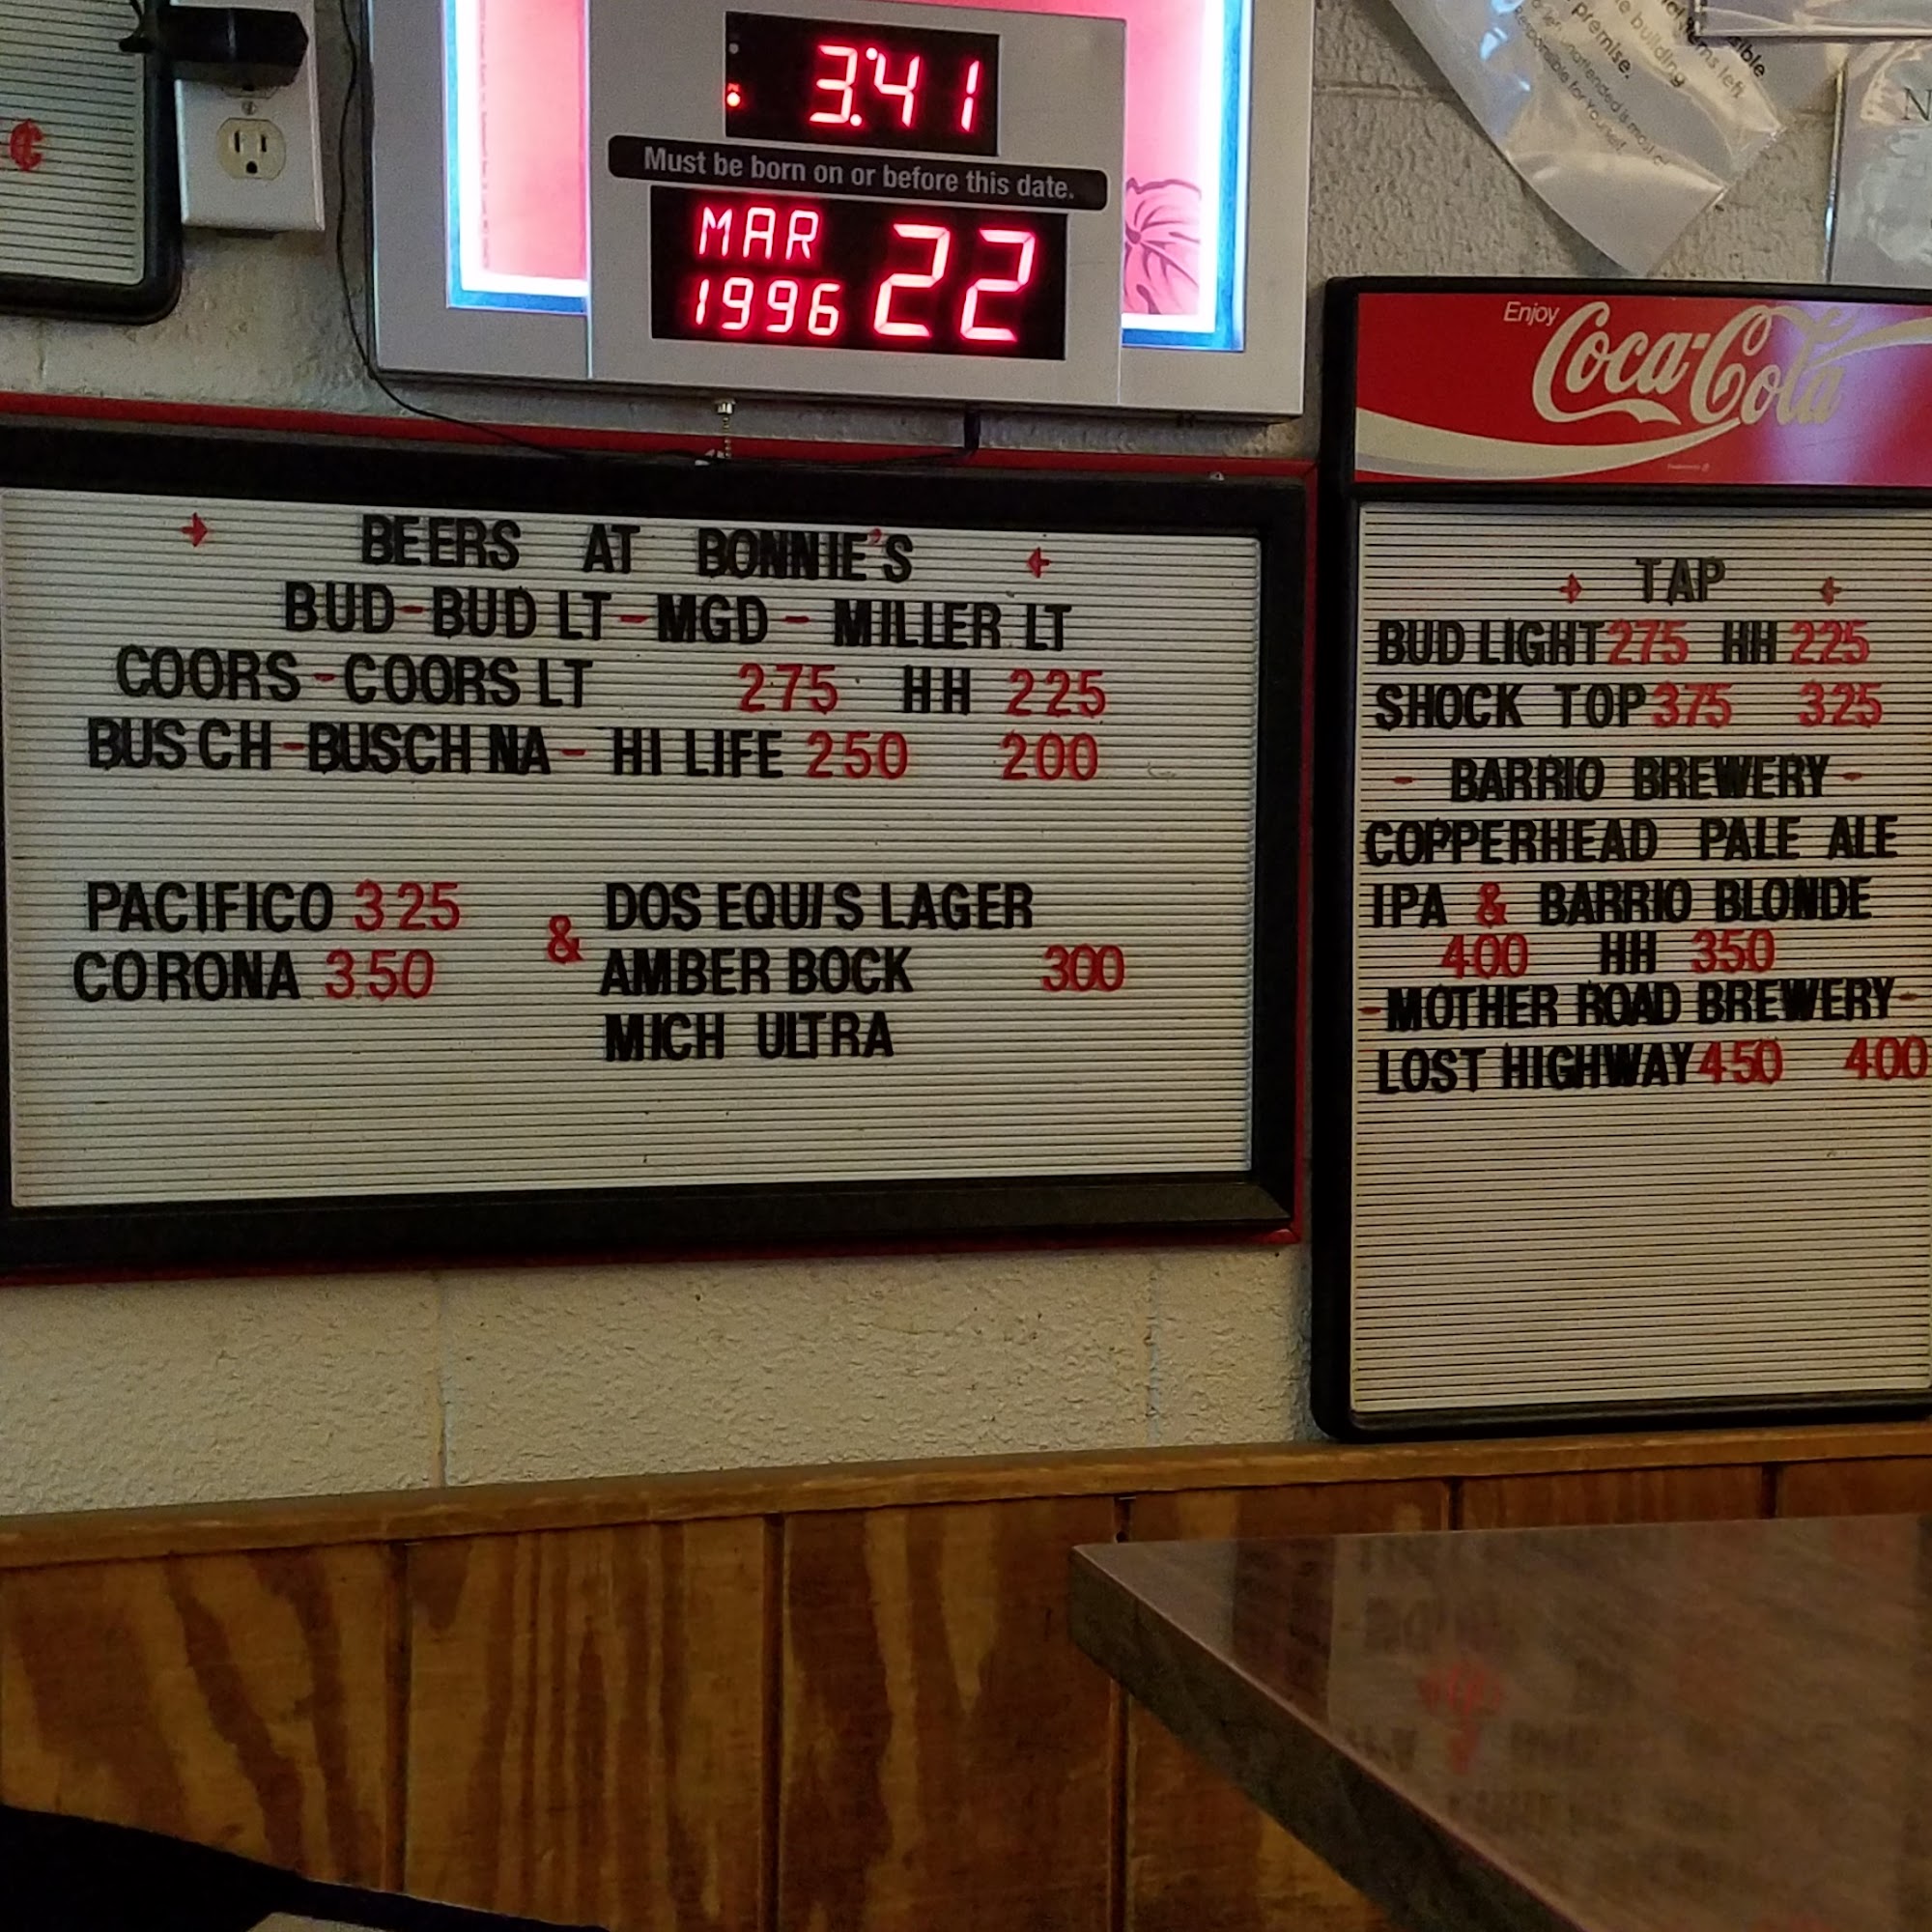 3:41
Must be born on or before this date.
MAR
1996 22
BEERS AT BONNIE'S
BUD-BUD LT-MGD- MILLER LT
COORS-COORS LT 275 HH 225
BUSCH-BUSCH NA- HI LIFE 250 200
PACIFICO 325 & DOS EQUIS LAGER
CORONA 350 AMBER BOCK 300
MICH ULTRA
Enjoy
Coca-Cola
TAP
BUD LIGHT 275 HH 225
SHOCK TOP 375 325
- BARRIO BREWERY -
COPPERHEAD PALE ALE
IPA & BARRIO BLONDE
400 HH 350
-MOTHER ROAD BREWERY-
LOST HIGHWAY 450 400
building
premise.